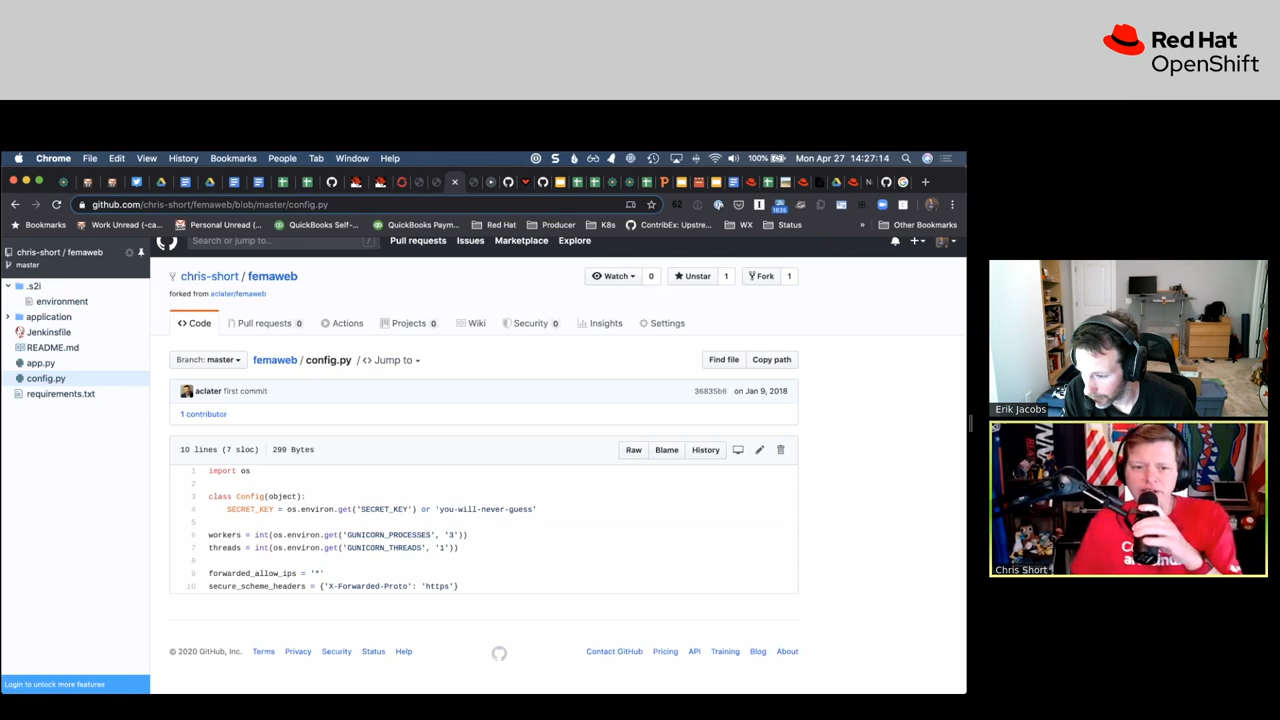 Red Hat
OpenShift
Chrome File Edit View History Bookmarks People Tab Window Help 100% Mon Apr 27 14:27:14
github.com/chris-short/femaweb/blob/master/config.py 62
Bookmarks Work Unread (-ca... Personal Unread (... QuickBooks Self-... QuickBooks Paym... Red Hat Producer K8s ContribEx: Upstre... WX Status » Other Bookmarks
chris-short / femaweb
master
.s2i
environment
application
Jenkinsfile
README.md
app.py
config.py
requirements.txt
Login to unlock more features
Search or jump to... / Pull requests Issues Marketplace Explore
chris-short / femaweb Watch 0 Unstar 1 Fork 1
forked from aclater/femaweb
Code Pull requests 0 Actions Projects 0 Wiki Security 0 Insights Settings
Branch: master femaweb / config.py / <> Jump to Find file Copy path
aclater first commit 36835b6 on Jan 9, 2018
1 contributor
10 lines (7 sloc) 299 Bytes Raw Blame History
1 import os
2
3 class Config(object):
4 SECRET_KEY = os.environ.get('SECRET_KEY') or 'you-will-never-guess'
5
6 workers = int(os.environ.get('GUNICORN_PROCESSES', '3'))
7 threads = int(os.environ.get('GUNICORN_THREADS', '1'))
8
9 forwarded_allow_ips = '*'
10 secure_scheme_headers = {'X-Forwarded-Proto': 'https'}
© 2020 GitHub, Inc. Terms Privacy Security Status Help Contact GitHub Pricing API Training Blog About
Erik Jacobs
Chris Short